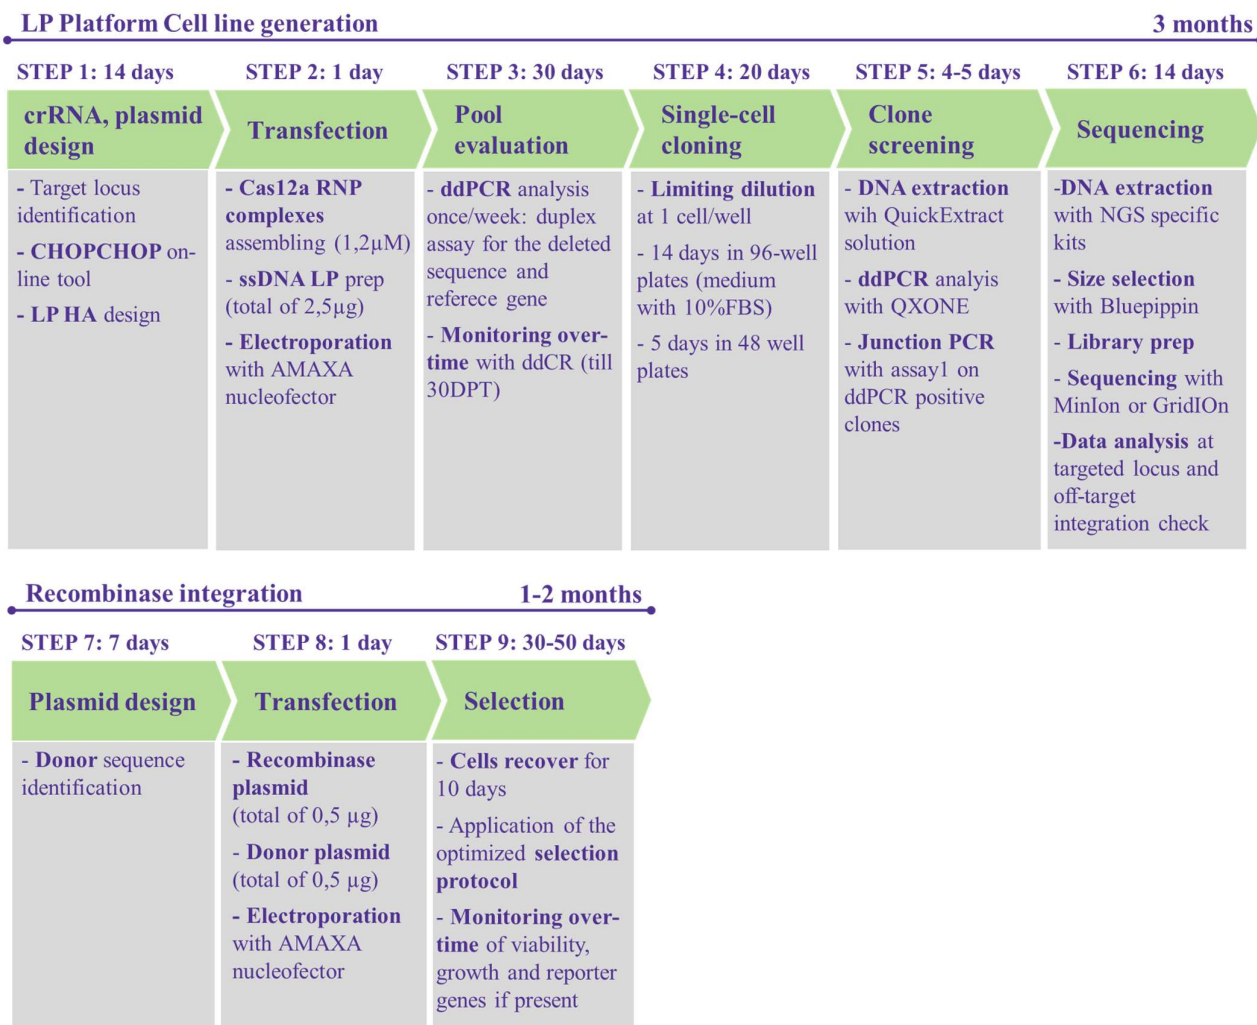 LP Platform Cell line generation
3 months
STEP 1: 14 days
crRNA, plasmid
design
- Target locus
identification
- CHOPCHOP on-
line tool
- LP HA design
STEP 2: 1 day
Transfection
- Cas12a RNP
complexes
assembling (1,2µM)
- ssDNA LP prep
(total of 2,5µg)
- Electroporation
with AMAXA
nucleofector
STEP 3: 30 days
Pool
evaluation
- ddPCR analysis
once/week: duplex
assay for the deleted
sequence and
referece gene
- Monitoring over-
time with ddCR (till
30DPT)
STEP 4: 20 days
Single-cell
cloning
- Limiting dilution
at 1 cell/well
- 14 days in 96-well
plates (medium
with 10%FBS)
- 5 days in 48 well
plates
STEP 5: 4-5 days
Clone
screening
- DNA extraction
wih QuickExtract
solution
- ddPCR analyis
with QXONE
- Junction PCR
with assay1 on
ddPCR positive
clones
STEP 6: 14 days
Sequencing
-DNA extraction
with NGS specific
kits
- Size selection
with Bluepippin
- Library prep
- Sequencing with
MinIon or GridIOn
-Data analysis at
targeted locus and
off-target
integration check
Recombinase integration
1-2 months
STEP 7: 7 days
Plasmid design
- Donor sequence
identification
STEP 8: 1 day
Transfection
- Recombinase
plasmid
(total of 0,5 µg)
- Donor plasmid
(total of 0,5 µg)
- Electroporation
with AMAXA
nucleofector
STEP 9: 30-50 days
Selection
- Cells recover for
10 days
- Application of the
optimized selection
protocol
- Monitoring over-
time of viability,
growth and reporter
genes if present